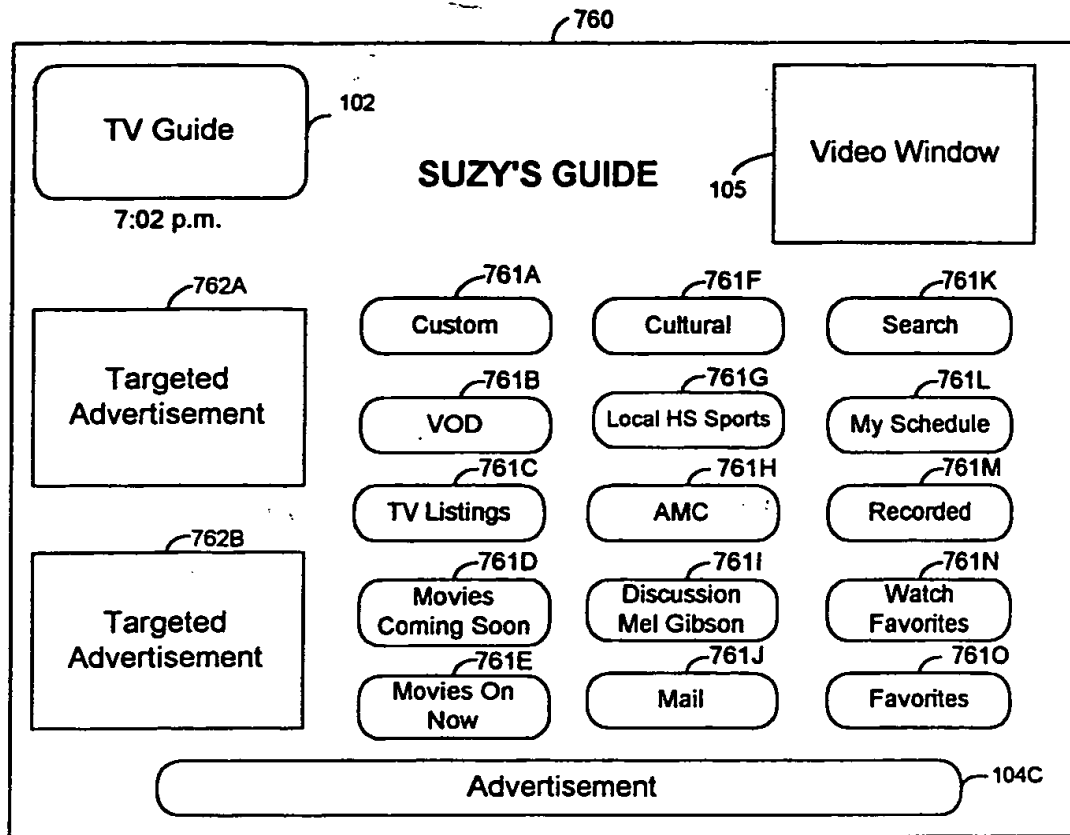 760
TV Guide
102
SUZY'S GUIDE
Video Window
105
7:02 p.m.
762A
Targeted
Advertisement
762B
Targeted
Advertisement
761A
Custom
761F
Cultural
761K
Search
761B
VOD
761G
Local HS Sports
761L
My Schedule
761C
TV Listings
761H
AMC
761M
Recorded
761D
Movies
Coming Soon
761I
Discussion
Mel Gibson
761N
Watch
Favorites
761E
Movies On
Now
761J
Mail
761O
Favorites
Advertisement
104C